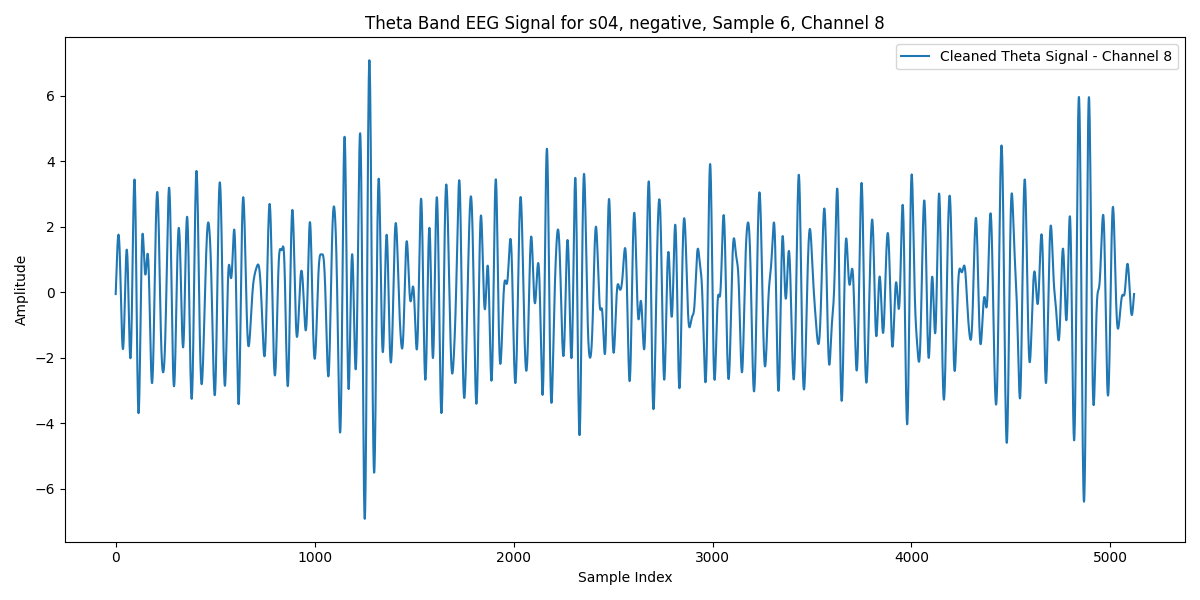 Theta Band EEG Signal for s04, negative, Sample 6, Channel 8
Cleaned Theta Signal - Channel 8
Amplitude
6
4
2
0
−2
−4
−6
0 1000 2000 3000 4000 5000
Sample Index